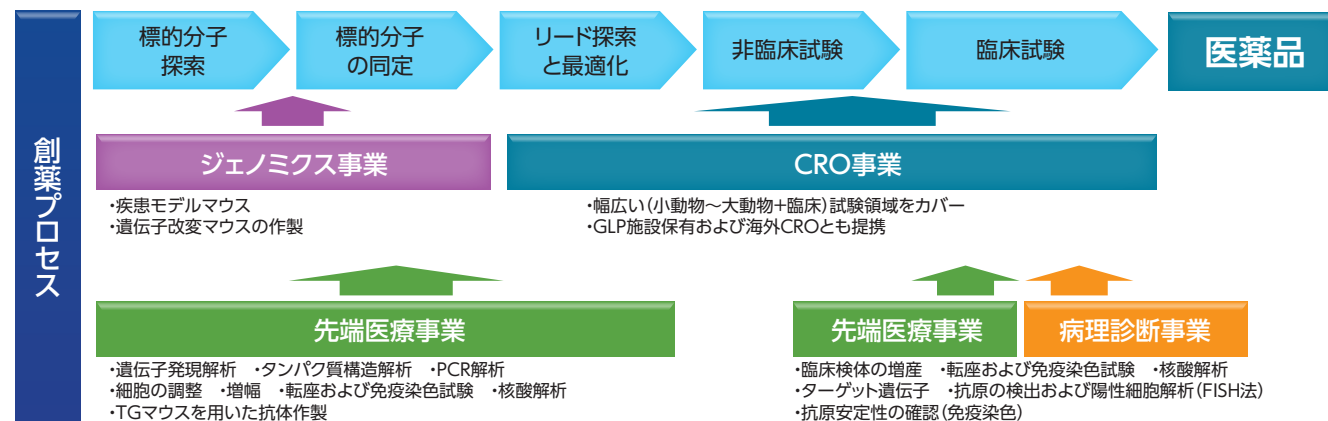 創薬プロセス
標的分子
探索
標的分子
の同定
リード探索
と最適化
非臨床試験
臨床試験
医薬品
ジェノミクス事業
・疾患モデルマウス
・遺伝子改変マウスの作製
CRO事業
・幅広い(小動物〜大動物+臨床)試験領域をカバー
・GLP施設保有および海外CROとも提携
先端医療事業
・遺伝子発現解析 ・タンパク質構造解析 ・PCR解析
・細胞の調整 ・増幅 ・転座および免疫染色試験 ・核酸解析
・TGマウスを用いた抗体作製
先端医療事業
病理診断事業
・臨床検体の増産 ・転座および免疫染色試験 ・核酸解析
・ターゲット遺伝子 ・抗原の検出および陽性細胞解析(FISH法)
・抗原安定性の確認(免疫染色)